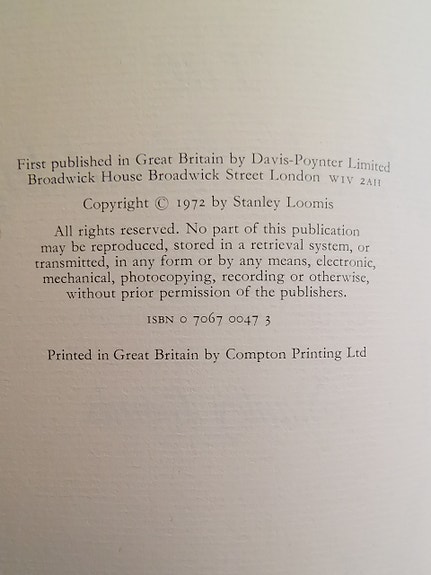 First published in Great Britain by Davis-Poynter Limited
Broadwick House Broadwick Street London W1V 2AH
Copyright © 1972 by Stanley Loomis
All rights reserved. No part of this publication
may be reproduced, stored in a retrieval system, or
transmitted, in any form or by any means, electronic,
mechanical, photocopying, recording or otherwise,
without prior permission of the publishers.
ISBN 0 7067 0047 3
Printed in Great Britain by Compton Printing Ltd